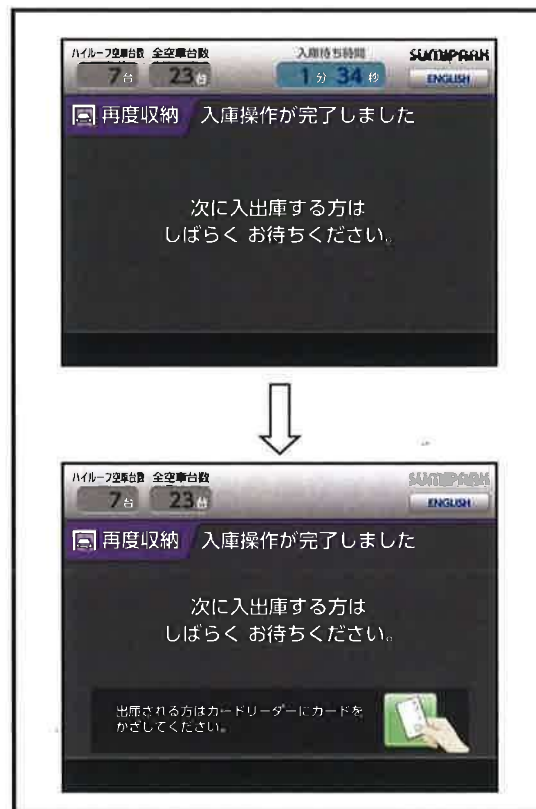 ハイルーフ空車台数 全空車台数 入庫待ち時間 SUMIPARK
7台 23台 1分34秒 ENGLISH
再度収納 入庫操作が完了しました
次に入出庫する方は
しばらく お待ちください。
ハイルーフ空車台数 全空車台数 SUMIPARK
7台 23台 ENGLISH
再度収納 入庫操作が完了しました
次に入出庫する方は
しばらく お待ちください。
出庫される方はカードリーダーにカードを
かざしてください。